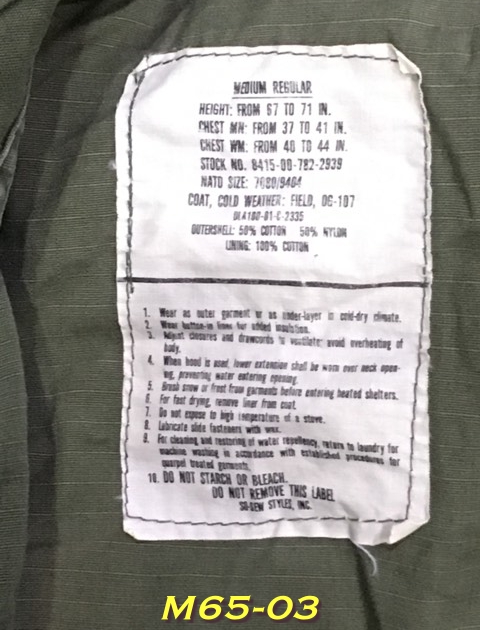 MEDIUM REGULAR
HEIGHT: FROM 67 TO 71 IN.
CHEST MN: FROM 37 TO 41 IN.
CHEST WM: FROM 40 TO 44 IN.
STOCK NO. 8415-00-782-2939
NATO SIZE: 7080/9404
COAT, COLD WEATHER: FIELD, OG-107
DLA100-81-C-2335
OUTERSHELL: 50% COTTON 50% NYLON
LINING: 100% COTTON
1. Wear as outer garment or as under-layer in cold-dry climate.
2. Wear button-in liner for added insulation.
3. Adjust closures and drawcords to ventilate; avoid overheating of
body.
4. When hood is used, lower extension shall be worn over neck open-
ing, preventing water entering opening.
5. Brush snow or frost from garments before entering heated shelters.
6. For fast drying, remove liner from coat.
7. Do not expose to high temperature of a stove.
8. Lubricate slide fasteners with wax.
9. For cleaning and restoring of water repellency, return to laundry for
machine washing in accordance with established procedures for
quarpel treated garments.
10. DO NOT STARCH OR BLEACH.
DO NOT REMOVE THIS LABEL
SO-SEW STYLES, INC.
M65-03